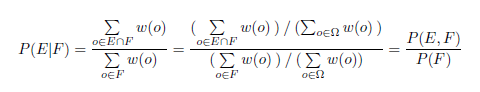 P(E|F) = \frac{\sum_{o \in E \cap F} w(o)}{\sum_{o \in F} w(o)} = \frac{( \sum_{o \in E \cap F} w(o) ) / ( \sum_{o \in \Omega} w(o) )}{( \sum_{o \in F} w(o) ) / ( \sum_{o \in \Omega} w(o))} = \frac{P(E, F)}{P(F)}